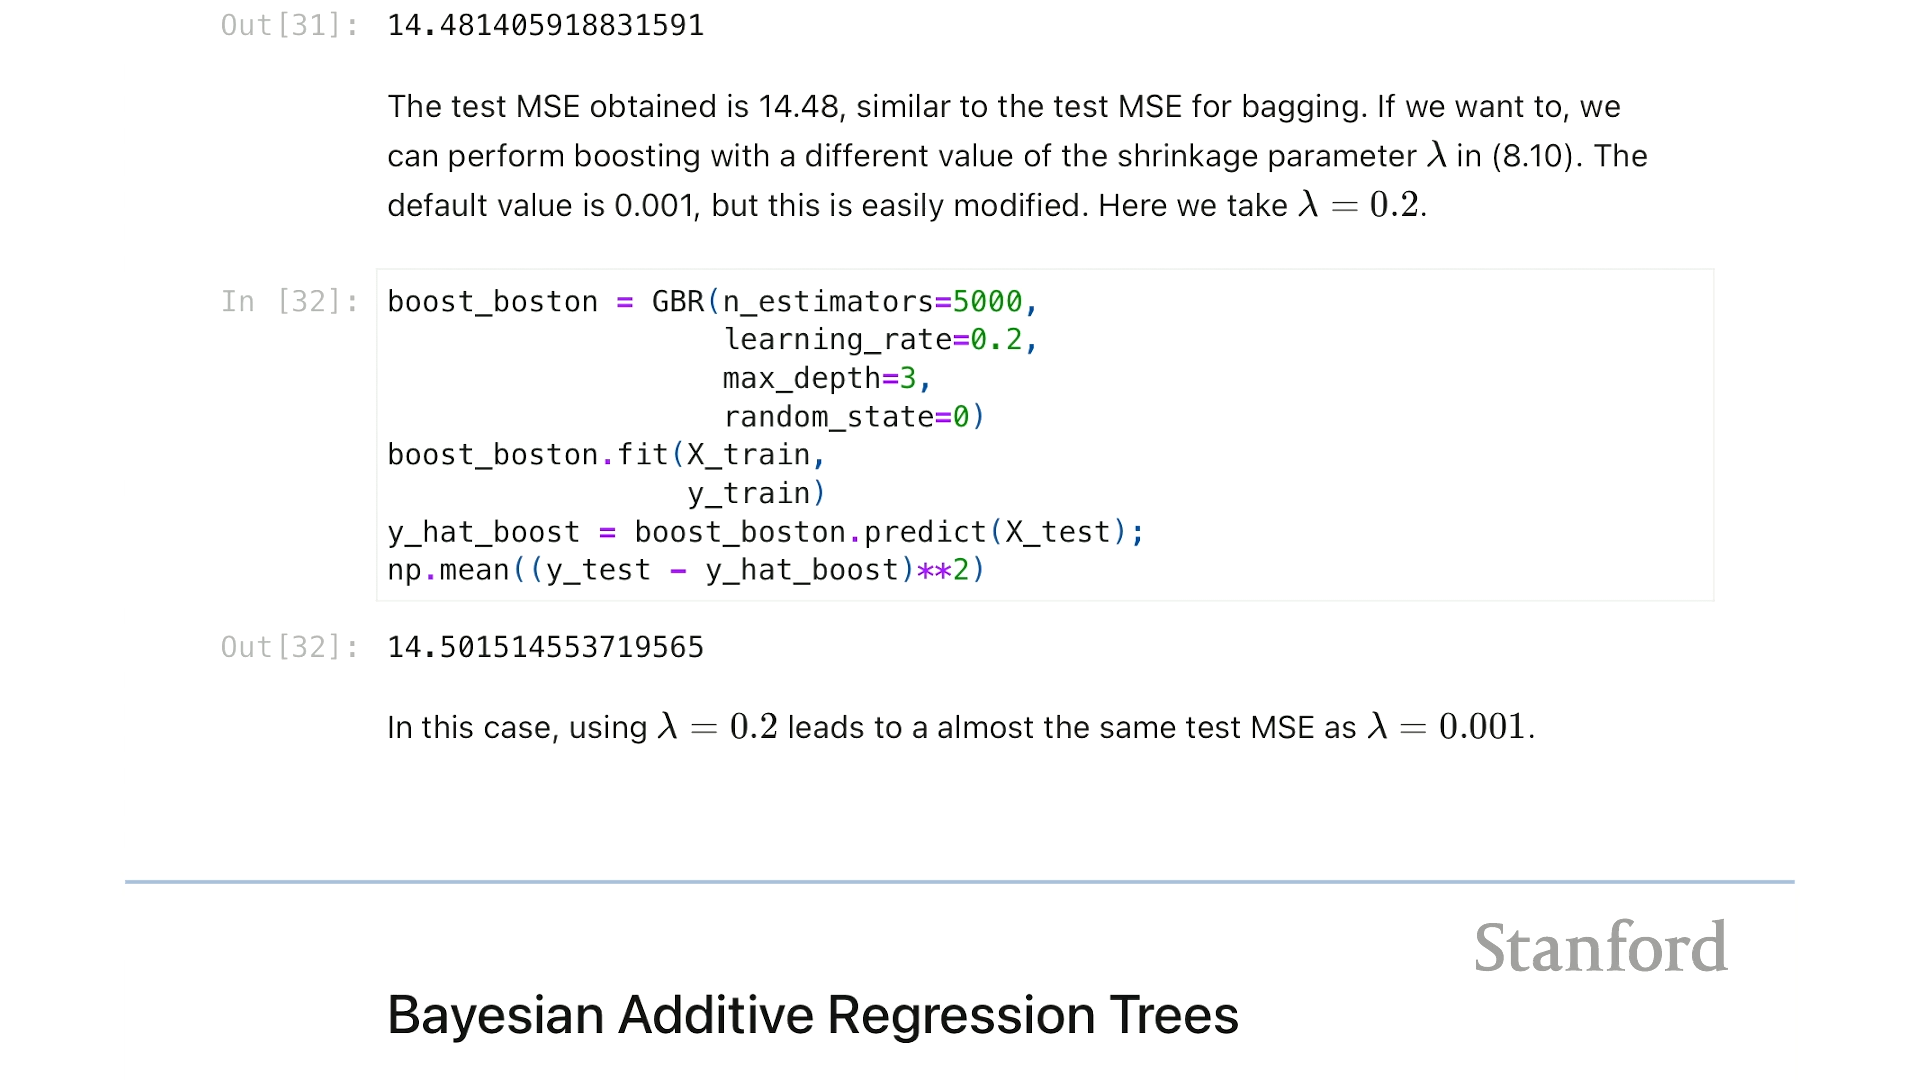 Out[31]: 14.481405918831591
The test MSE obtained is 14.48, similar to the test MSE for bagging. If we want to, we
can perform boosting with a different value of the shrinkage parameter λ in (8.10). The
default value is 0.001, but this is easily modified. Here we take λ = 0.2.
In [32]: boost_boston = GBR(n_estimators=5000,
learning_rate=0.2,
max_depth=3,
random_state=0)
boost_boston.fit(X_train,
y_train)
y_hat_boost = boost_boston.predict(X_test);
np.mean((y_test - y_hat_boost)**2)
Out[32]: 14.501514553719565
In this case, using λ = 0.2 leads to a almost the same test MSE as λ = 0.001.
Stanford
Bayesian Additive Regression Trees